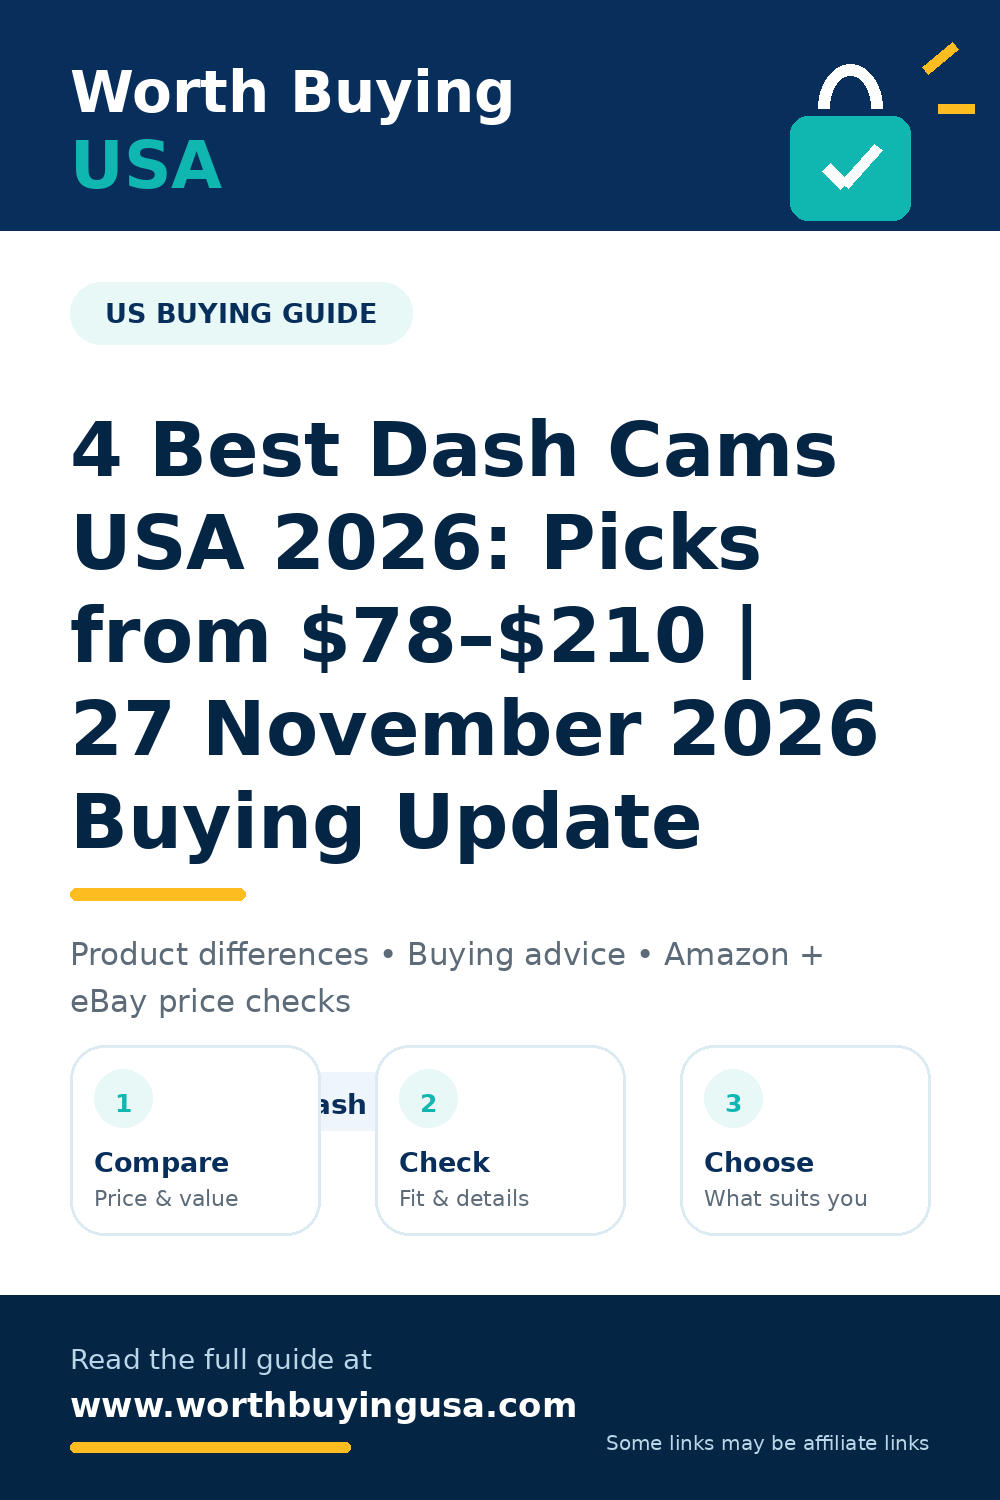 Worth Buying
USA
US BUYING GUIDE
4 Best Dash Cams
USA 2026: Picks
from $78–$210 |
27 November 2026
Buying Update
Product differences • Buying advice • Amazon +
eBay price checks
ash
1
Compare
Price & value
2
Check
Fit & details
3
Choose
What suits you
Read the full guide at
www.worthbuyingusa.com
Some links may be affiliate links